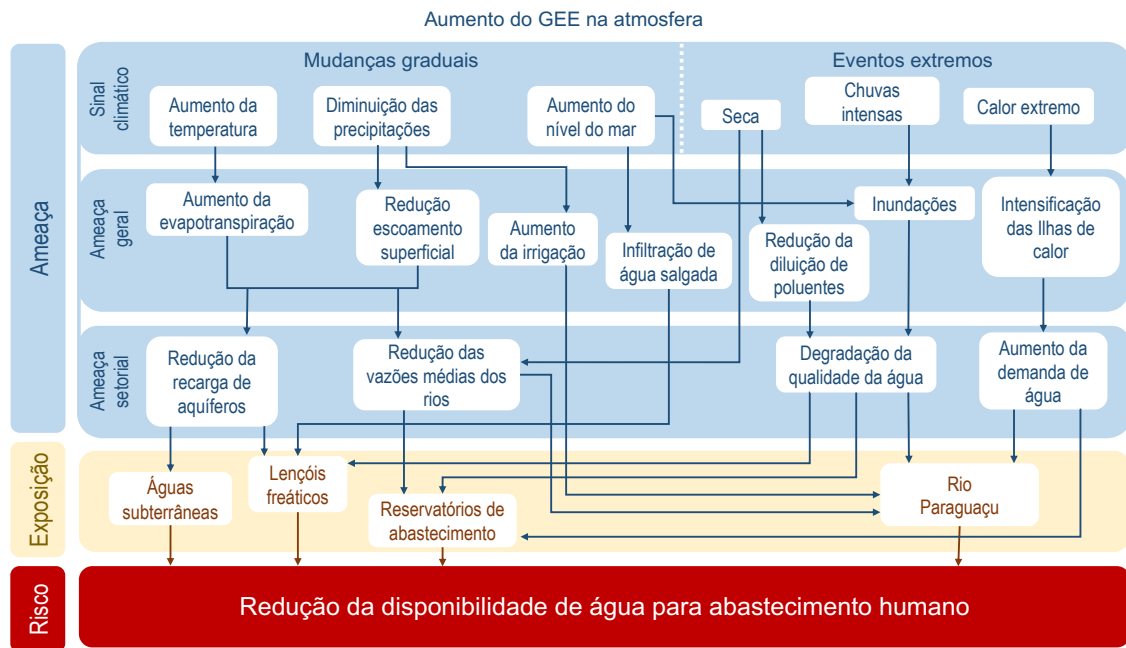 Aumento do GEE na atmosfera
Mudanças graduais
Eventos extremos
Ameaça
Sinal
climático
Aumento da
temperatura
Diminuição das
precipitações
Aumento do
nível do mar
Seca
Chuvas
intensas
Calor extremo
Ameaça
geral
Aumento da
evapotranspiração
Redução
escoamento
superficial
Aumento
da irrigação
Infiltração de
água salgada
Redução da
diluição de
poluentes
Inundações
Intensificação
das Ilhas de
calor
Ameaça
setorial
Redução da
recarga de
aquíferos
Redução das
vazões médias dos
rios
Degradação da
qualidade da água
Aumento da
demanda de
água
Exposição
Águas
subterrâneas
Lençóis
freáticos
Reservatórios de
abastecimento
Rio
Paraguaçu
Risco
Redução da disponibilidade de água para abastecimento humano